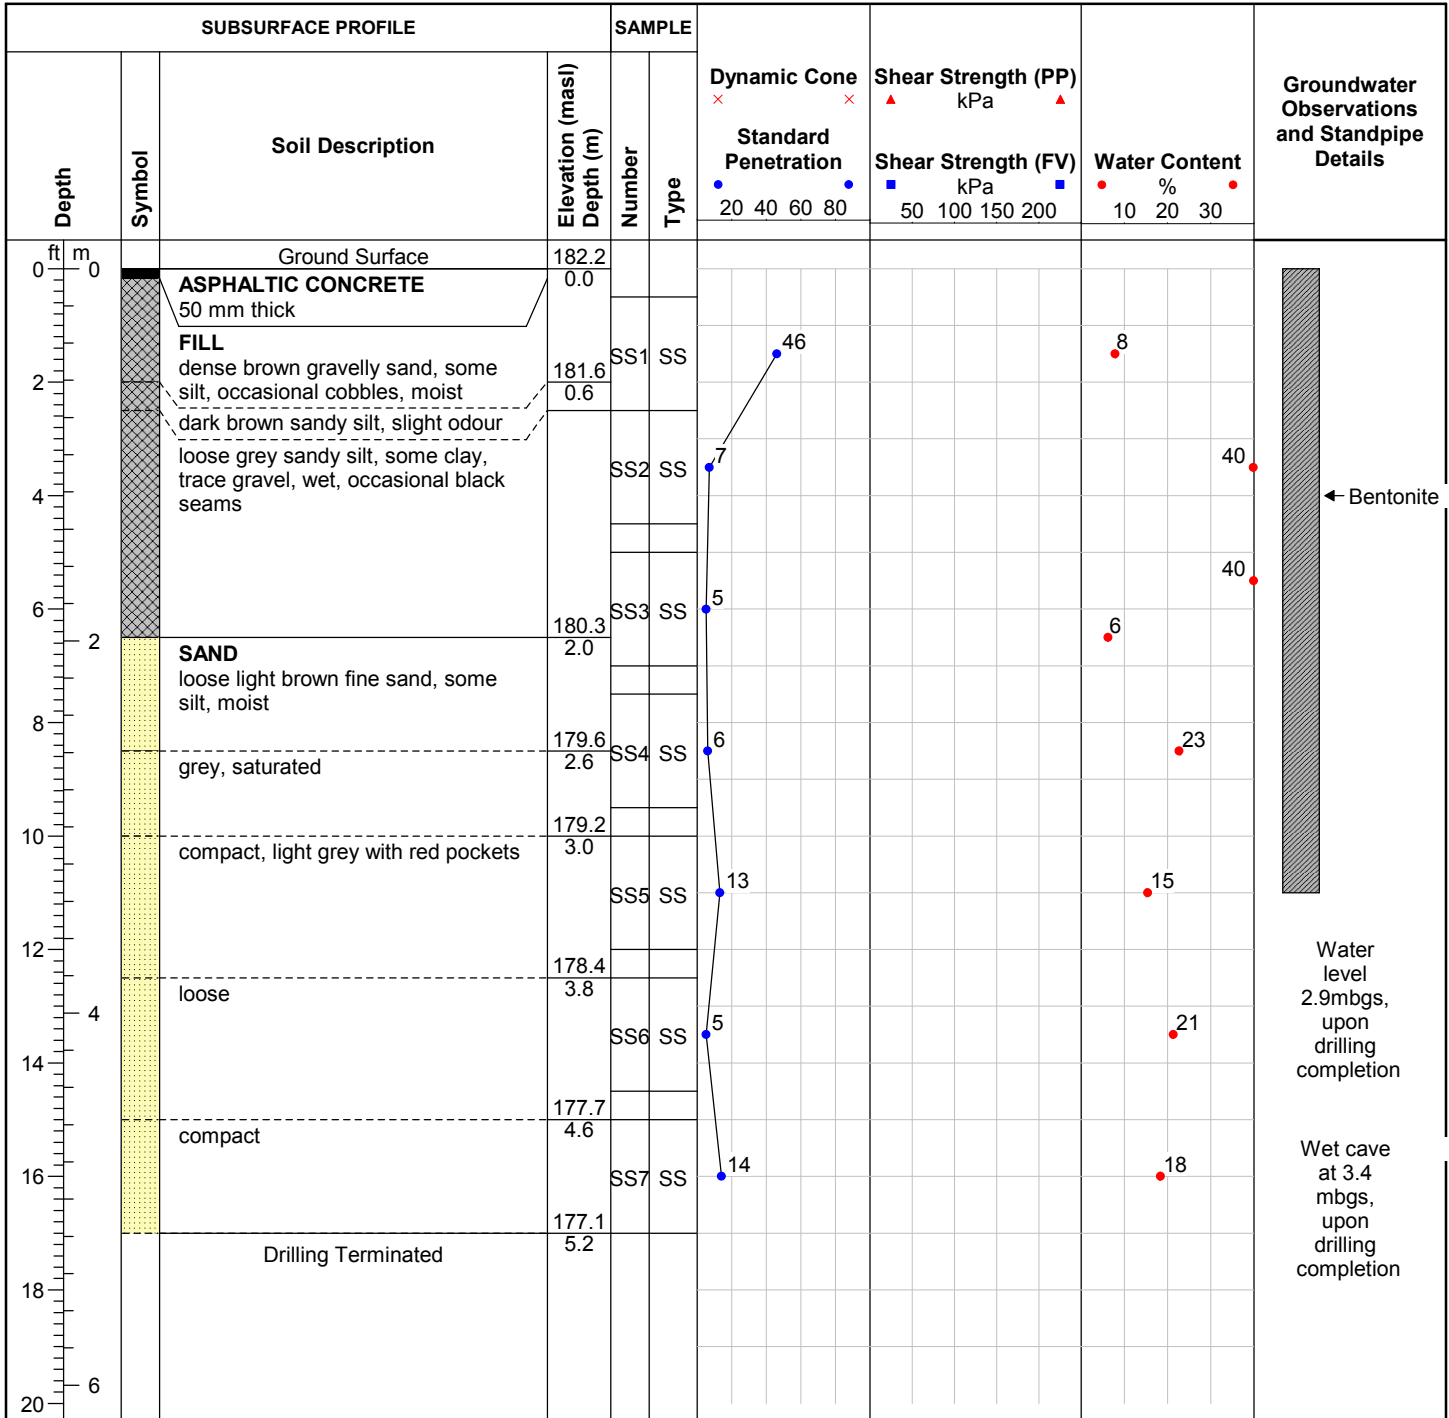 SUBSURFACE PROFILE
SAMPLE
Depth
Symbol
Soil Description
Elevation (masl)
Depth (m)
Number
Type
Dynamic Cone
Standard
Penetration
20 40 60 80
Shear Strength (PP)
kPa
Shear Strength (FV)
kPa
50 100 150 200
Water Content
%
10 20 30
Groundwater
Observations
and Standpipe
Details
ft m
0 0
2
4
6
2
8
10
12
4
14
16
18
6
20
Ground Surface
182.2
0.0
ASPHALTIC CONCRETE
50 mm thick
FILL
dense brown gravelly sand, some
silt, occasional cobbles, moist
181.6
0.6
dark brown sandy silt, slight odour
loose grey sandy silt, some clay,
trace gravel, wet, occasional black
seams
180.3
2.0
SAND
loose light brown fine sand, some
silt, moist
179.6
2.6
grey, saturated
179.2
3.0
compact, light grey with red pockets
178.4
3.8
loose
177.7
4.6
compact
177.1
5.2
Drilling Terminated
SS1 SS
46
8
SS2 SS
7
40
40
SS3 SS
5
6
SS4 SS
6
23
SS5 SS
13
15
SS6 SS
5
21
SS7 SS
14
18
Bentonite
Water
level
2.9mbgs,
upon
drilling
completion
Wet cave
at 3.4
mbgs,
upon
drilling
completion